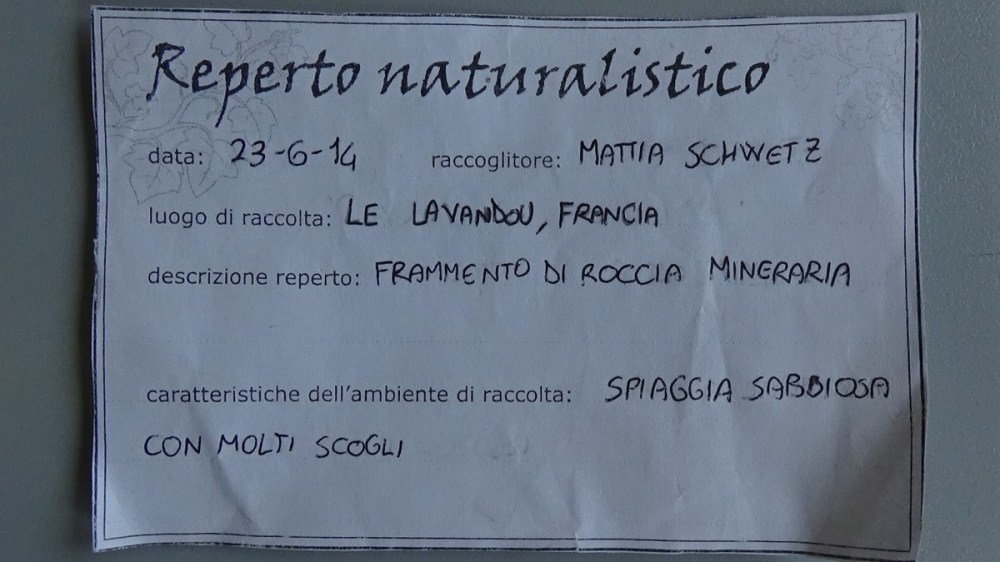 Reperto naturalistico
data: 23-6-14 raccoglitore: MATTIA SCHWETZ
luogo di raccolta: LE LAVANDOU, FRANCIA
descrizione reperto: FRAMMENTO DI ROCCIA MINERARIA
caratteristiche dell'ambiente di raccolta: SPIAGGIA SABBIOSA
CON MOLTI SCOGLI